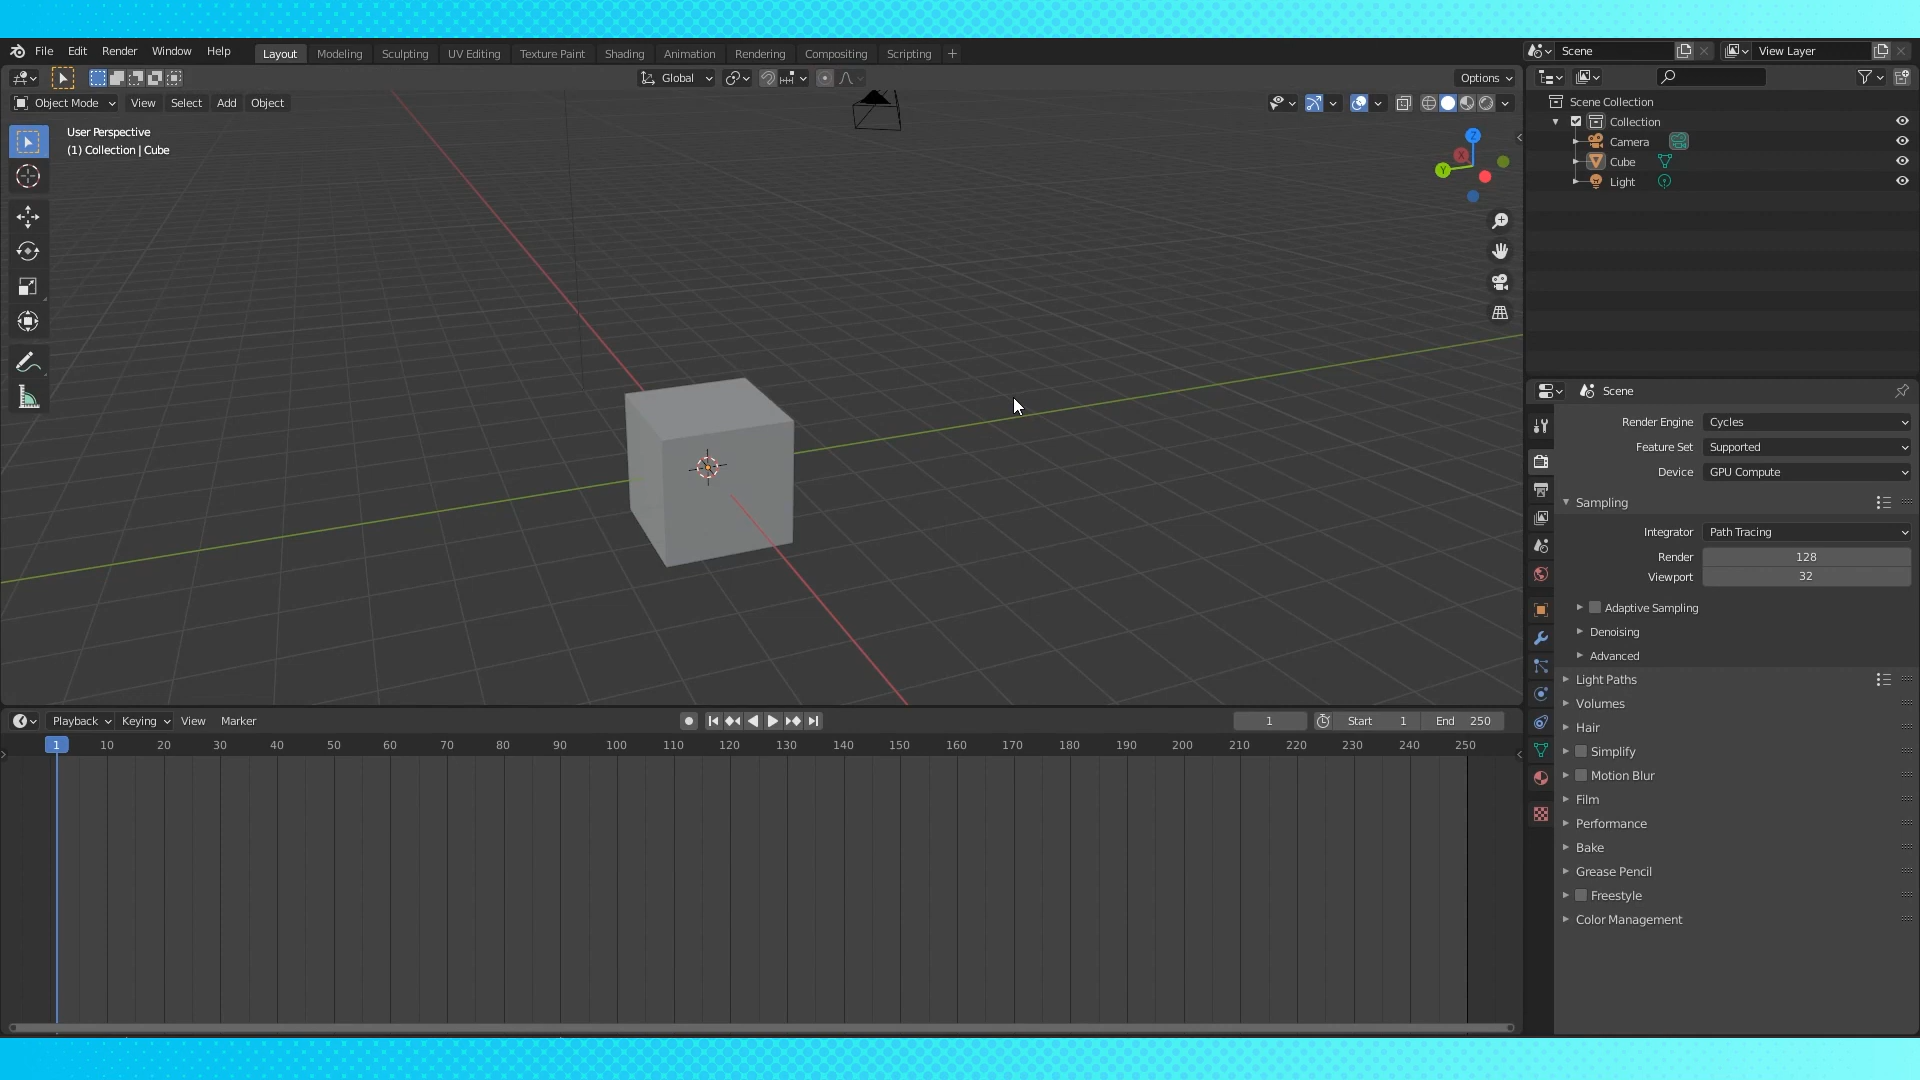 File Edit Render Window Help
Layout Modeling Sculpting UV Editing Texture Paint Shading Animation Rendering Compositing Scripting +
Scene
View Layer
Global
Options
Object Mode View Select Add Object
User Perspective
(1) Collection | Cube
Z
X
Y
Scene Collection
Collection
Camera
Cube
Light
Scene
Render Engine Cycles
Feature Set Supported
Device GPU Compute
Sampling
Integrator Path Tracing
Render 128
Viewport 32
Adaptive Sampling
Denoising
Advanced
Light Paths
Volumes
Hair
Simplify
Motion Blur
Film
Performance
Bake
Grease Pencil
Freestyle
Color Management
Playback Keying View Marker
1 Start 1 End 250
1 10 20 30 40 50 60 70 80 90 100 110 120 130 140 150 160 170 180 190 200 210 220 230 240 250